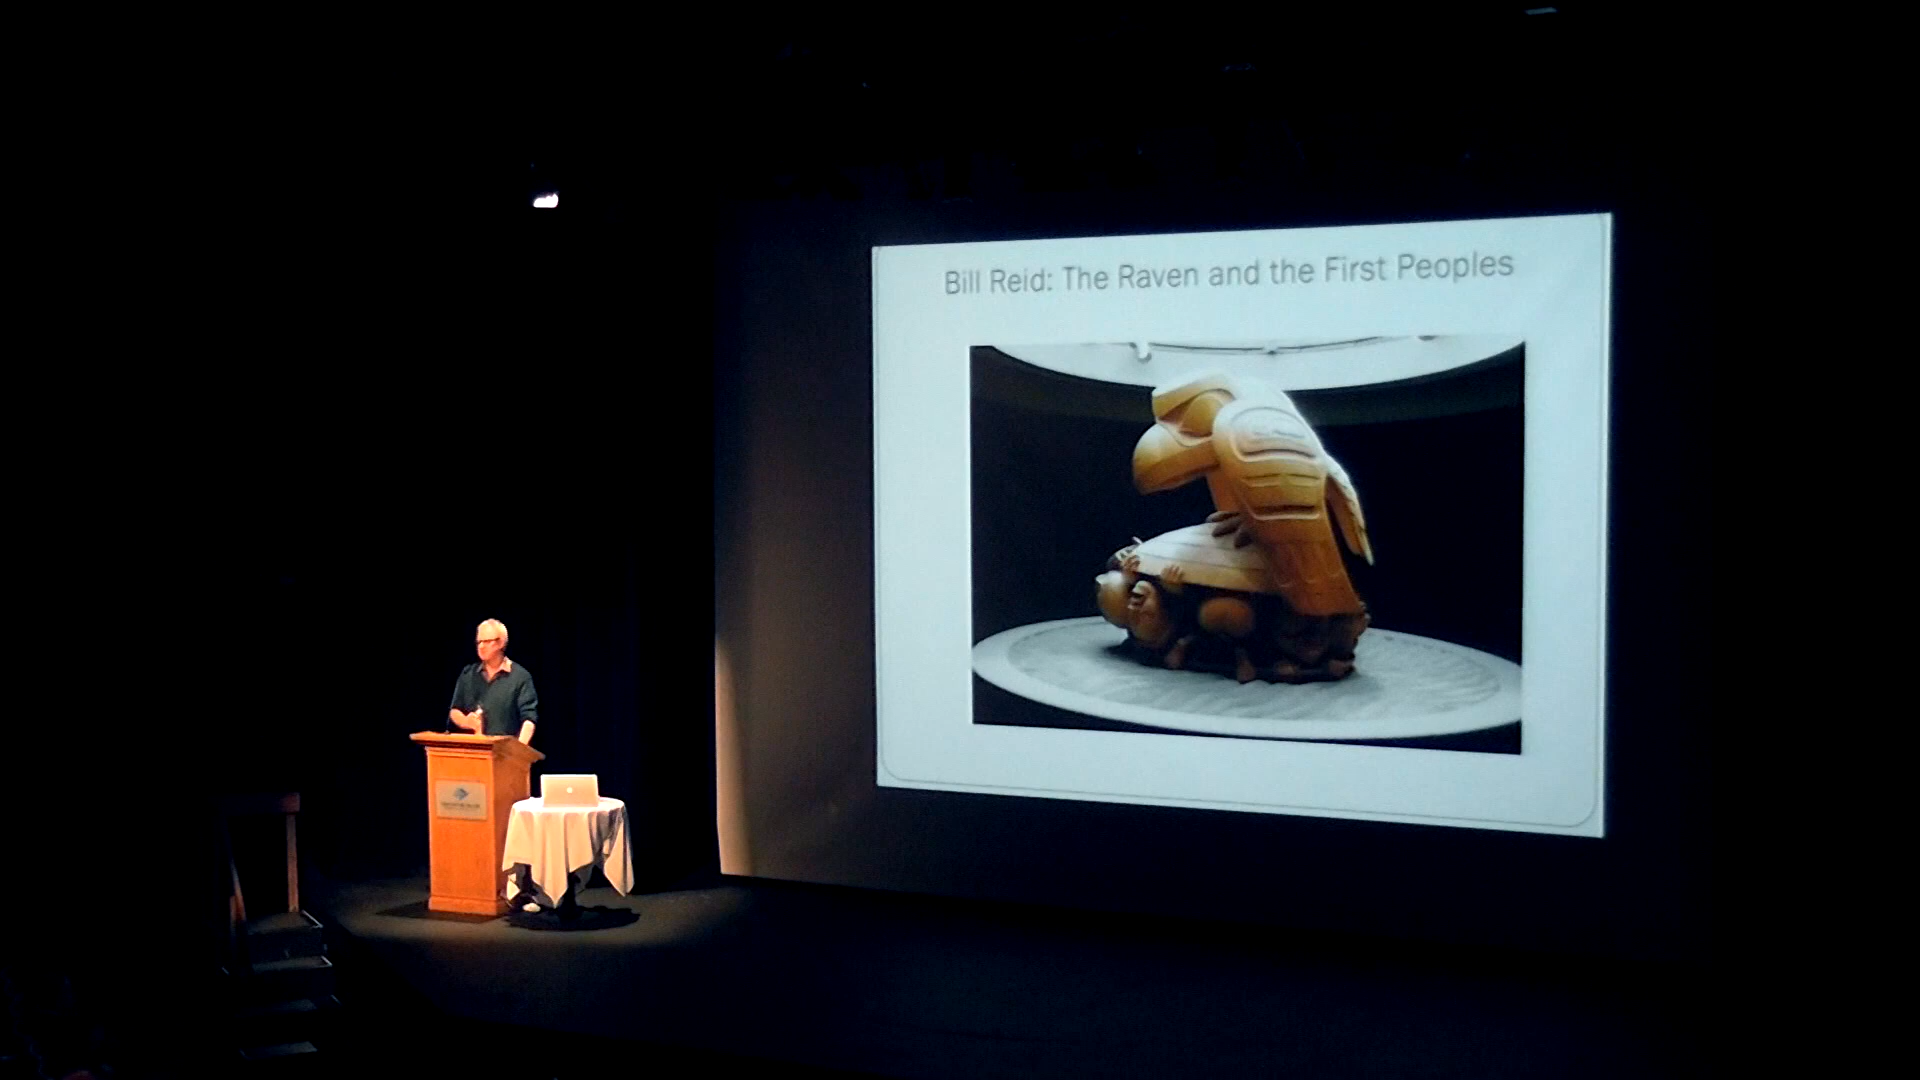 Bill Reid: The Raven and the First Peoples